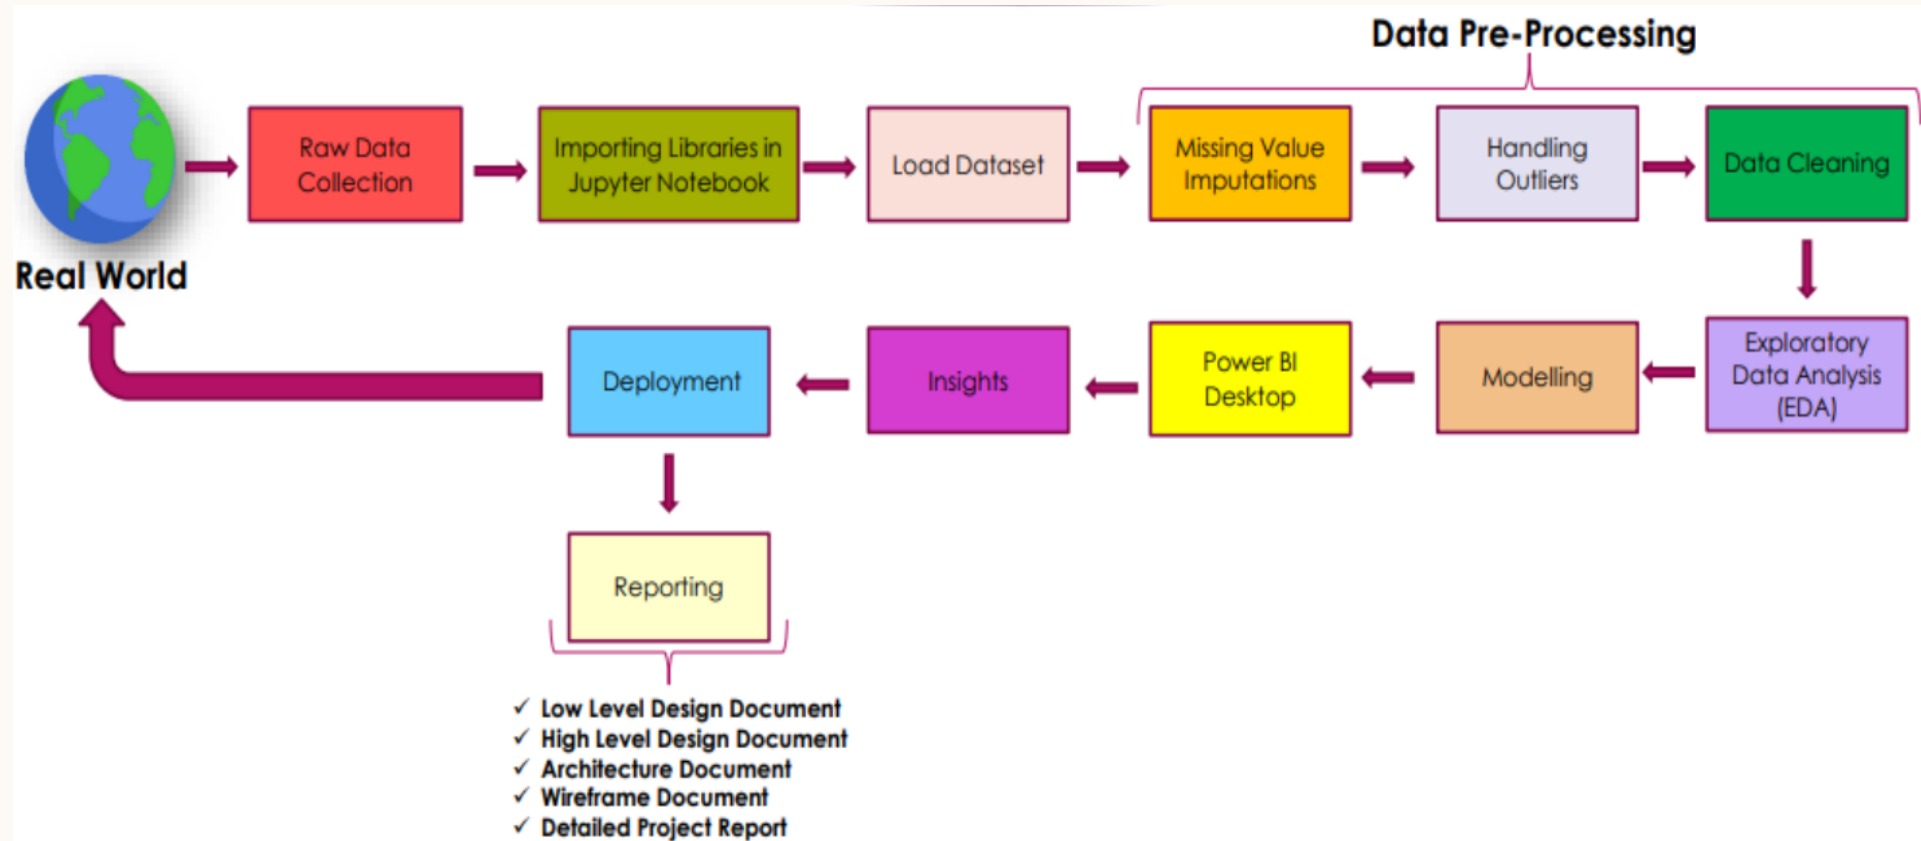 Data Pre-Processing
Raw Data
Collection
Importing Libraries in
Jupyter Notebook
Load Dataset
Missing Value
Imputations
Handling
Outliers
Data Cleaning
Real World
Exploratory
Data Analysis
(EDA)
Modelling
Power BI
Desktop
Insights
Deployment
Reporting
✓ Low Level Design Document
✓ High Level Design Document
✓ Architecture Document
✓ Wireframe Document
✓ Detailed Project Report